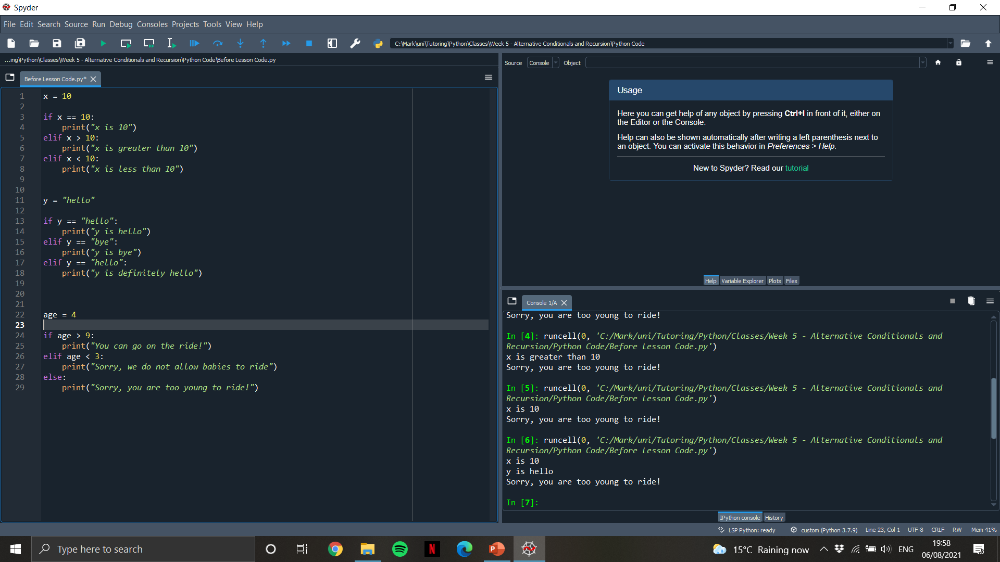 Spyder
File Edit Search Source Run Debug Consoles Projects Tools View Help
C:\Mark\uni\Tutoring\Python\Classes\Week 5 - Alternative Conditionals and Recursion\Python Code
...ing\Python\Classes\Week 5 - Alternative Conditionals and Recursion\Python Code\Before Lesson Code.py
Before Lesson Code.py*
1 x = 10
2
3 if x == 10:
4     print("x is 10")
5 elif x > 10:
6     print("x is greater than 10")
7 elif x < 10:
8     print("x is less than 10")
9
10
11 y = "hello"
12
13 if y == "hello":
14     print("y is hello")
15 elif y == "bye":
16     print("y is bye")
17 elif y == "hello":
18     print("y is definitely hello")
19
20
21
22 age = 4
23
24 if age > 9:
25     print("You can go on the ride!")
26 elif age < 3:
27     print("Sorry, we do not allow babies to ride")
28 else:
29     print("Sorry, you are too young to ride!")
Source Console Object
Usage
Here you can get help of any object by pressing Ctrl+I in front of it, either on
the Editor or the Console.
Help can also be shown automatically after writing a left parenthesis next to
an object. You can activate this behavior in Preferences > Help.
New to Spyder? Read our tutorial
Help Variable Explorer Plots Files
Console 1/A
Sorry, you are too young to ride!
In [4]: runcell(0, 'C:/Mark/uni/Tutoring/Python/Classes/Week 5 - Alternative Conditionals and
Recursion/Python Code/Before Lesson Code.py')
x is greater than 10
Sorry, you are too young to ride!
In [5]: runcell(0, 'C:/Mark/uni/Tutoring/Python/Classes/Week 5 - Alternative Conditionals and
Recursion/Python Code/Before Lesson Code.py')
x is 10
Sorry, you are too young to ride!
In [6]: runcell(0, 'C:/Mark/uni/Tutoring/Python/Classes/Week 5 - Alternative Conditionals and
Recursion/Python Code/Before Lesson Code.py')
x is 10
y is hello
Sorry, you are too young to ride!
In [7]:
IPython console History
LSP Python: ready custom (Python 3.7.9) Line 23, Col 1 UTF-8 CRLF RW Mem 41%
Type here to search
N
P
15°C Raining now
ENG
19:58
06/08/2021